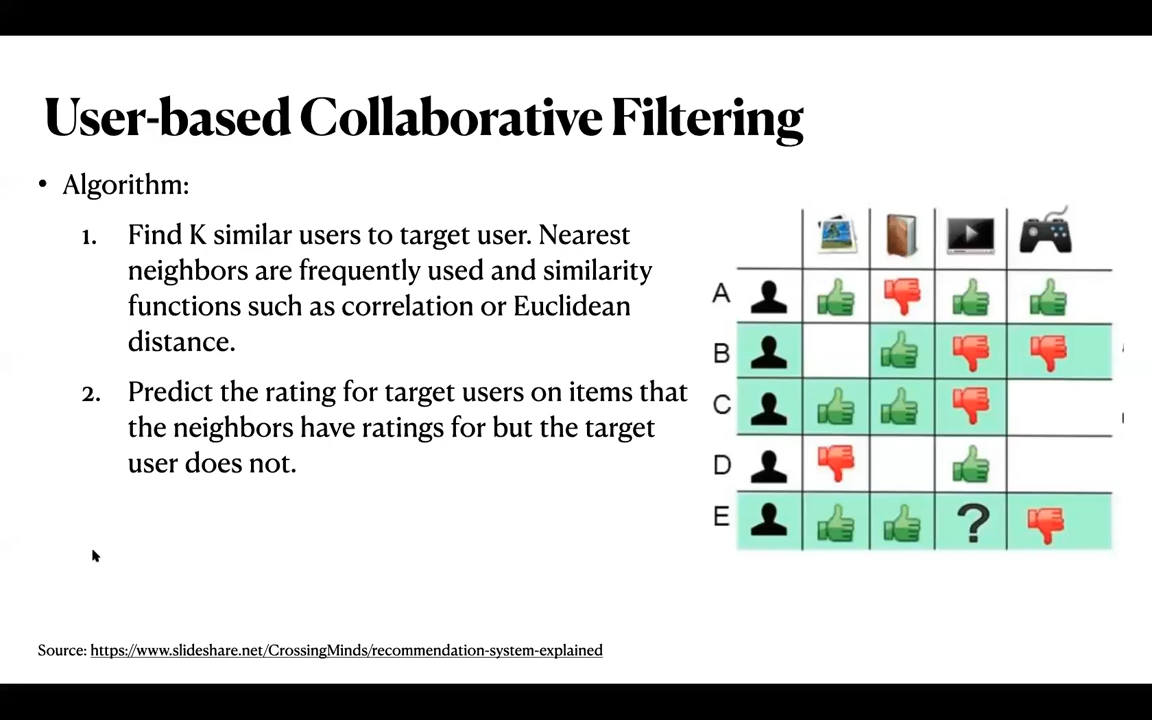 User-based Collaborative Filtering
• Algorithm:
1. Find K similar users to target user. Nearest
neighbors are frequently used and similarity
functions such as correlation or Euclidean
distance.
2. Predict the rating for target users on items that
the neighbors have ratings for but the target
user does not.
A
B
C
D
E ?
Source: https://www.slideshare.net/CrossingMinds/recommendation-system-explained